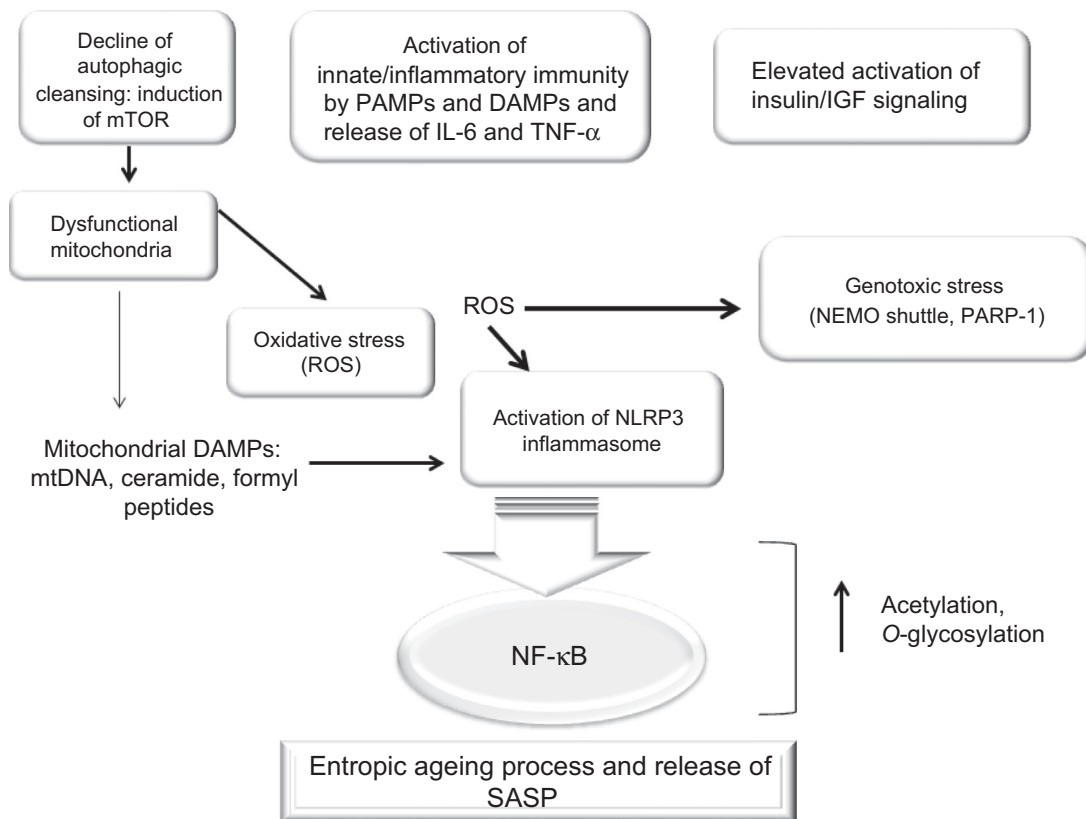 Decline of
autophagic
cleansing: induction
of mTOR
Activation of
innate/inflammatory immunity
by PAMPs and DAMPs and
release of IL-6 and TNF-α
Elevated activation of
insulin/IGF signaling
Dysfunctional
mitochondria
Oxidative stress
(ROS)
ROS
Genotoxic stress
(NEMO shuttle, PARP-1)
Mitochondrial DAMPs:
mtDNA, ceramide, formyl
peptides
Activation of NLRP3
inflammasome
NF-κB
Acetylation,
O-glycosylation
Entropic ageing process and release of
SASP